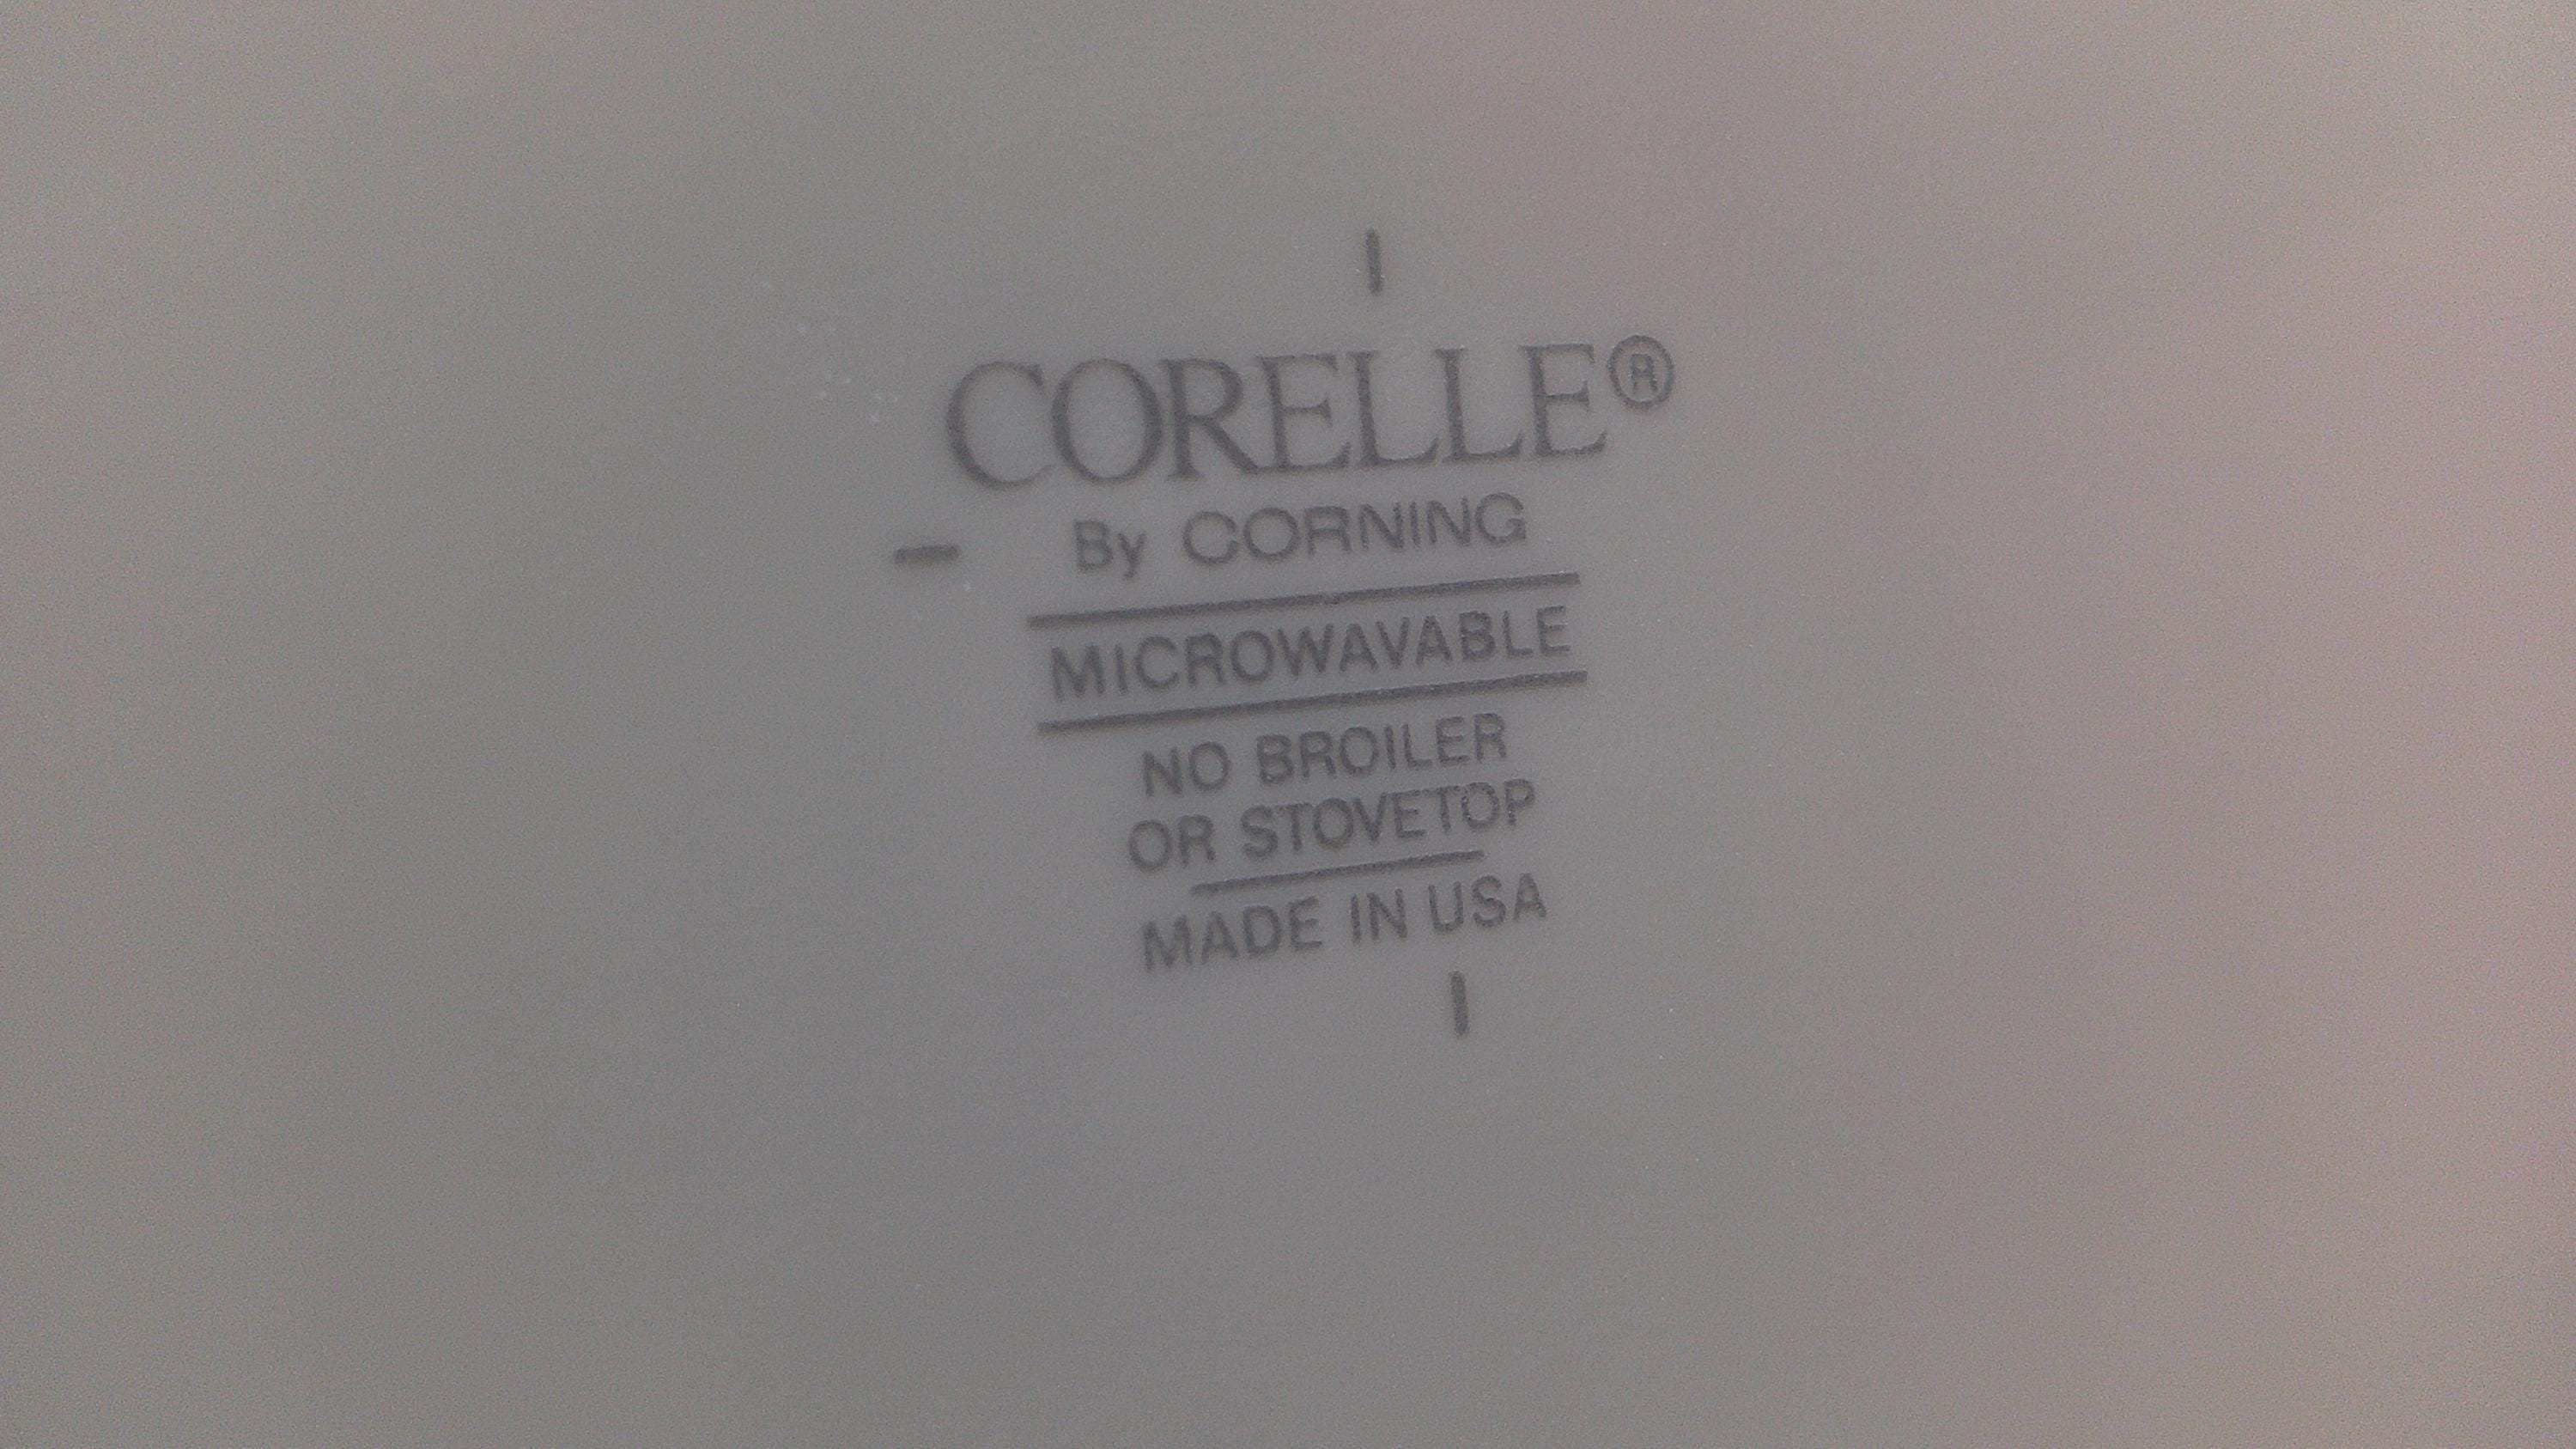 CORELLE®
By CORNING
MICROWAVABLE
NO BROILER
OR STOVETOP
MADE IN USA